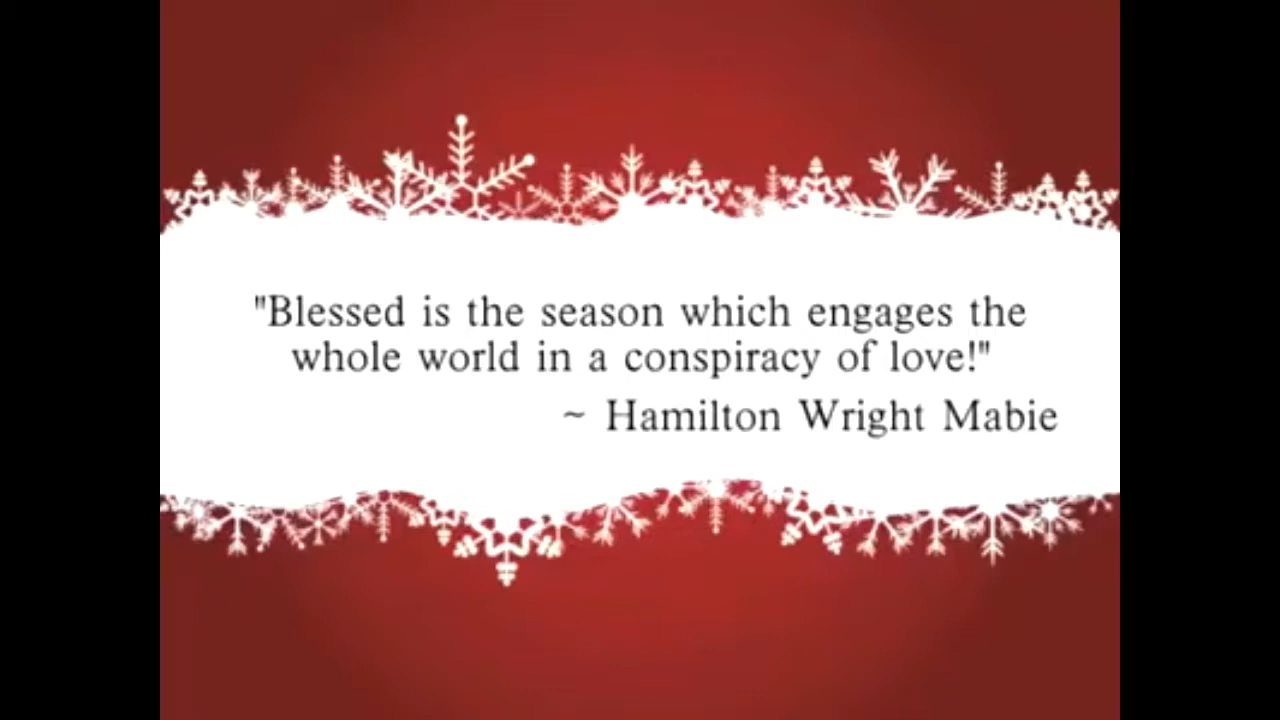 "Blessed is the season which engages the
whole world in a conspiracy of love!"
~ Hamilton Wright Mabie